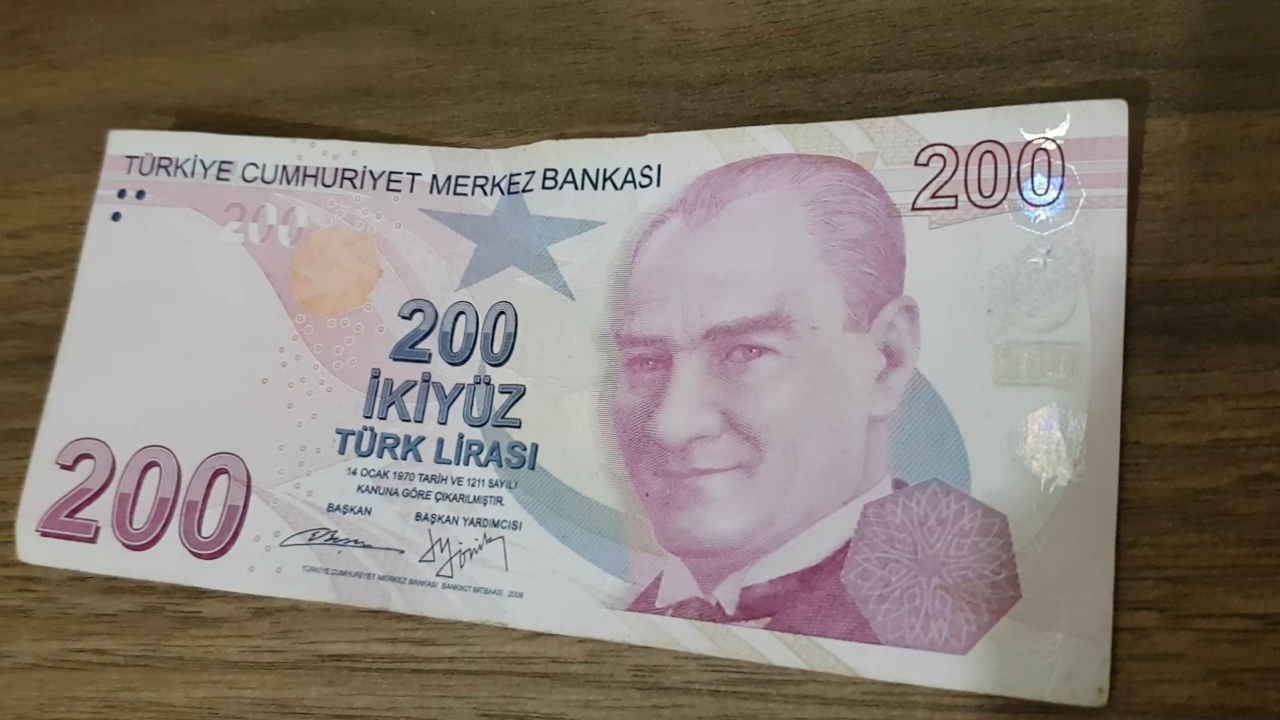 TÜRKİYE CUMHURİYET MERKEZ BANKASI
200
200
200
İKİYÜZ
TÜRK LİRASI
14 OCAK 1970 TARİH VE 1211 SAYILI
KANUNA GÖRE ÇIKARILMIŞTIR.
BAŞKAN
BAŞKAN YARDIMCISI
200
TÜRKİYE CUMHURİYET MERKEZ BANKASI BANKNOT MATBAASI 2009